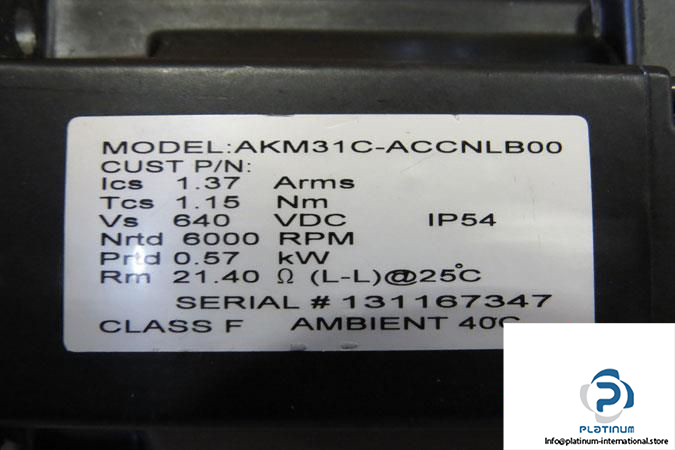 MODEL:AKM31C-ACCNLB00
CUST P/N:
Ics 1.37 Arms
Tcs 1.15 Nm
Vs 640 VDC IP54
Nrtd 6000 RPM
Prtd 0.57 kW
Rm 21.40 Ω (L-L)@25°C
SERIAL # 131167347
CLASS F AMBIENT 40°C
PLATINUM
Info@platinum-international.store